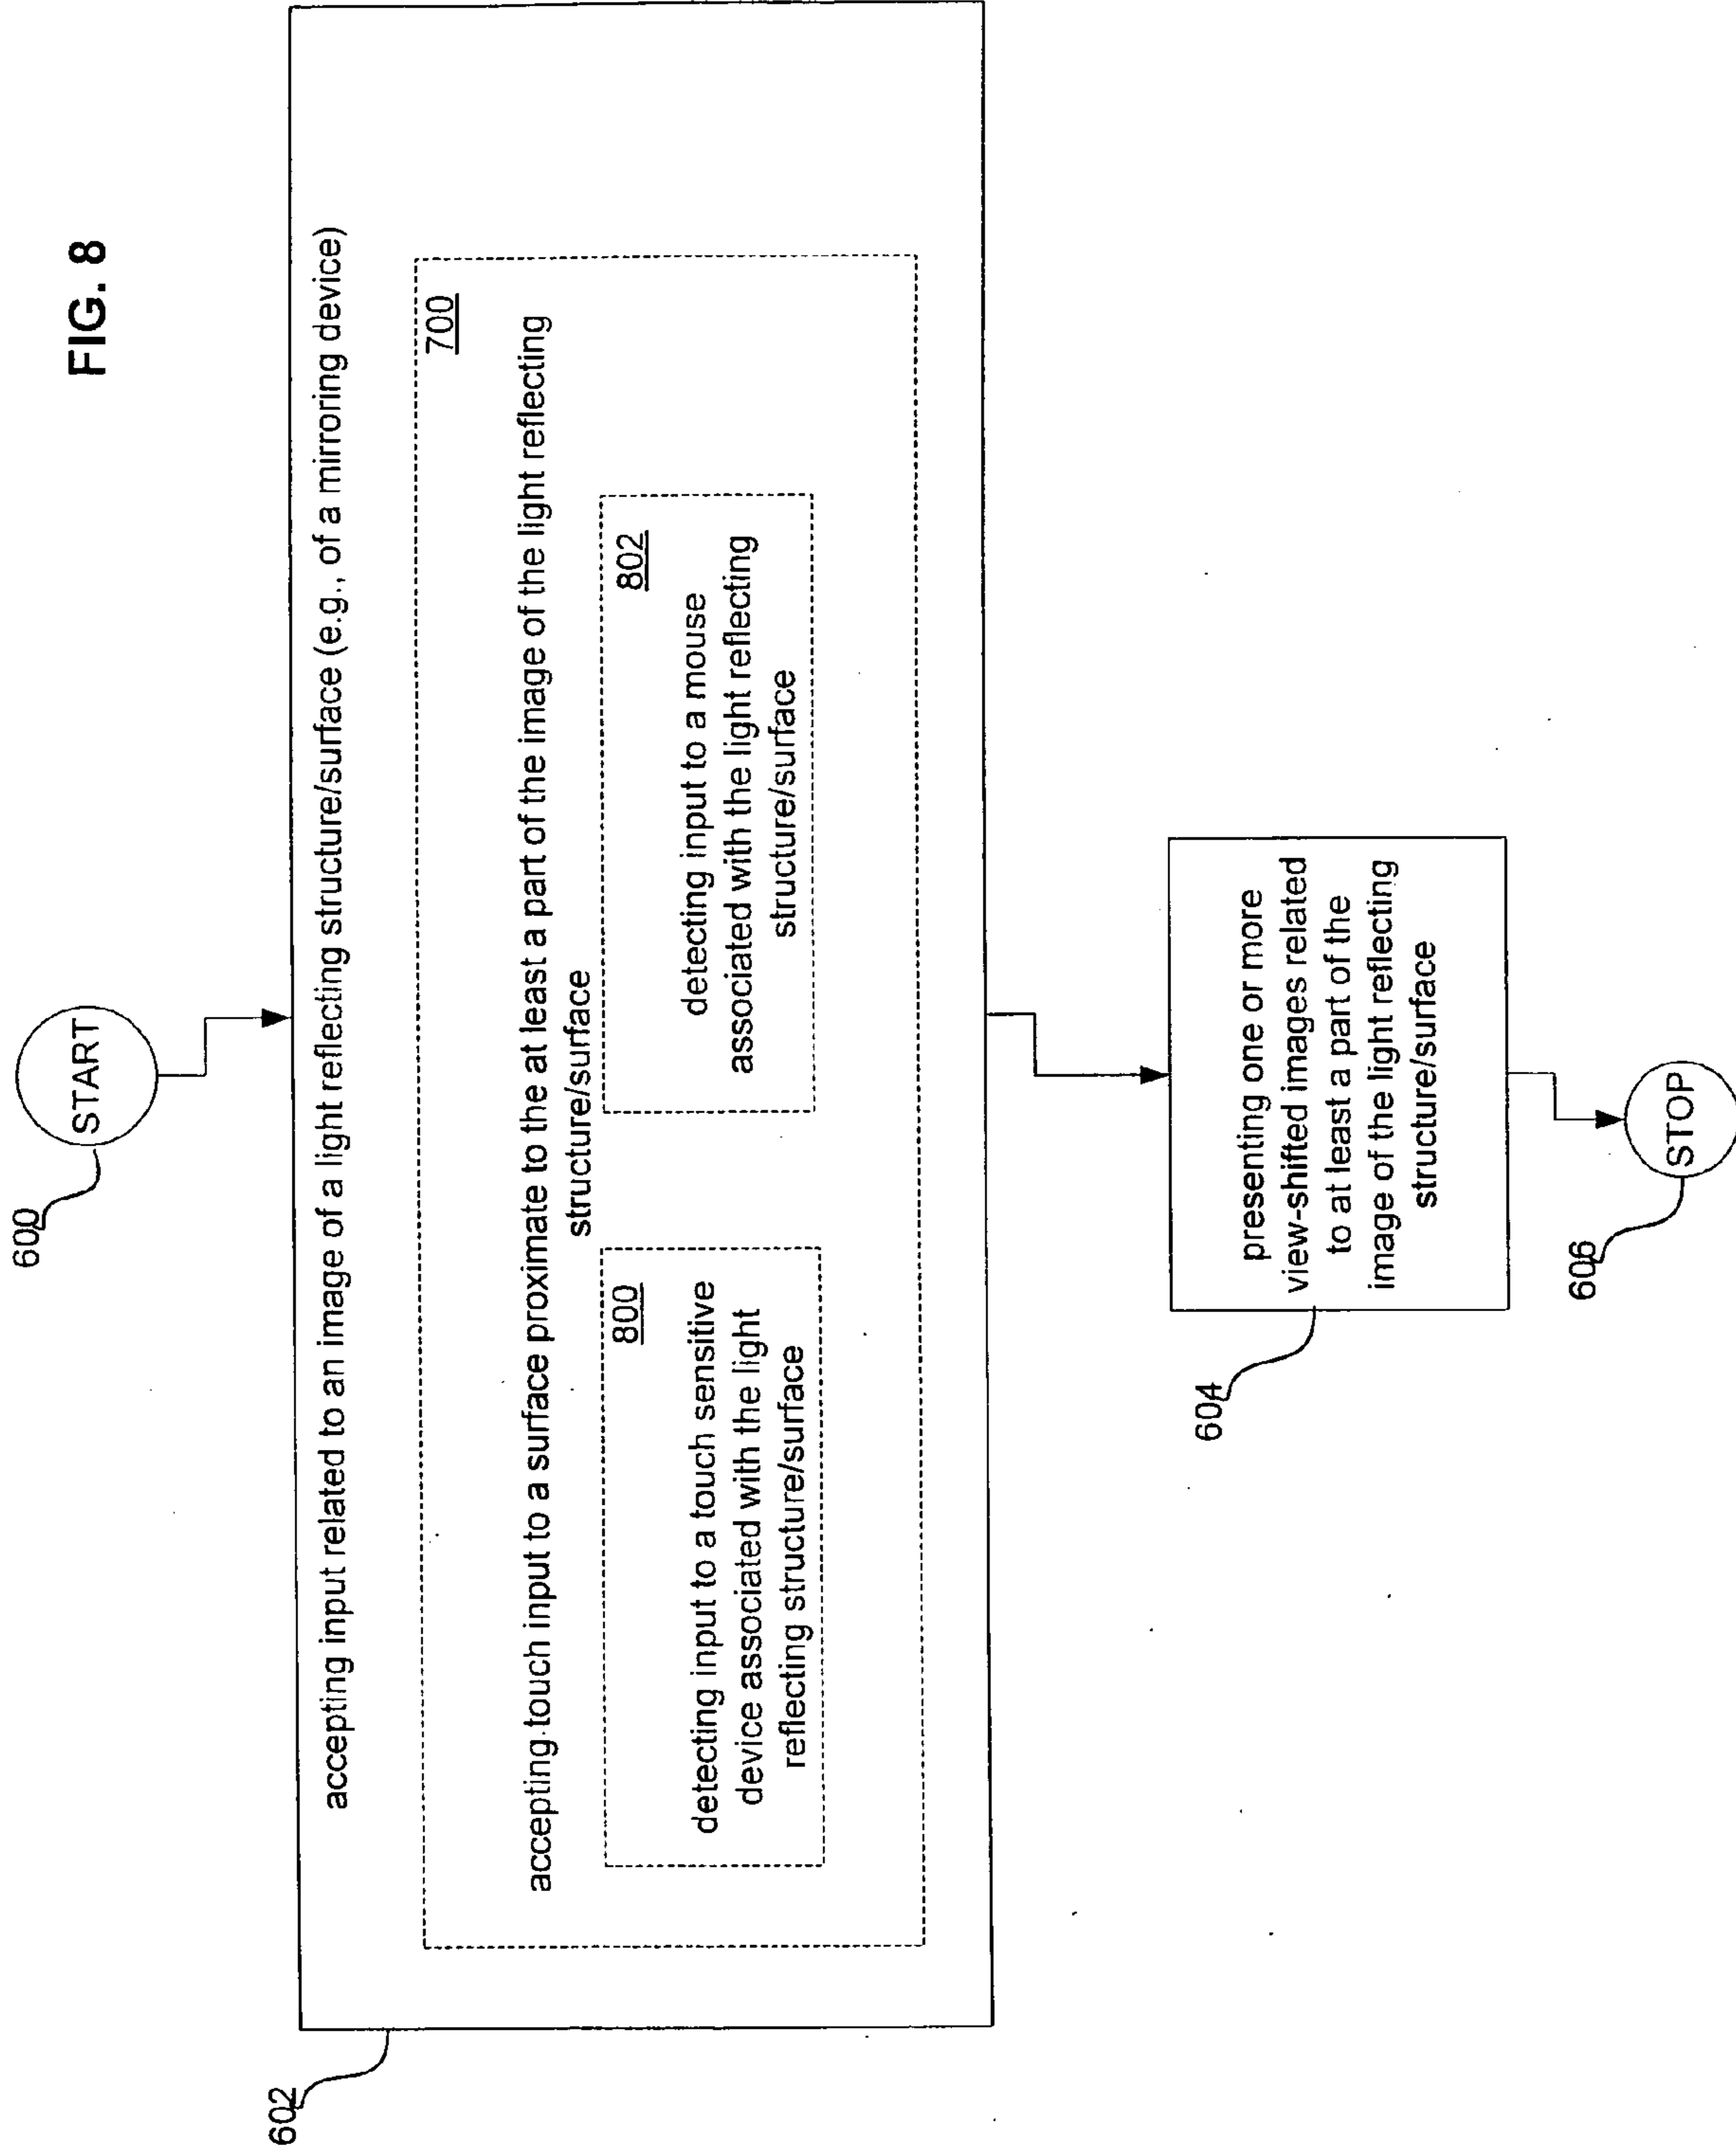 FIG. 8
600
START
602
accepting input related to an image of a light reflecting structure/surface (e.g., of a mirroring device)
700
accepting touch input to a surface proximate to the at least a part of the image of the light reflecting
structure/surface
800
detecting input to a touch sensitive
device associated with the light
reflecting structure/surface
802
detecting input to a mouse
associated with the light reflecting
structure/surface
604
presenting one or more
view-shifted images related
to at least a part of the
image of the light reflecting
structure/surface
606
STOP